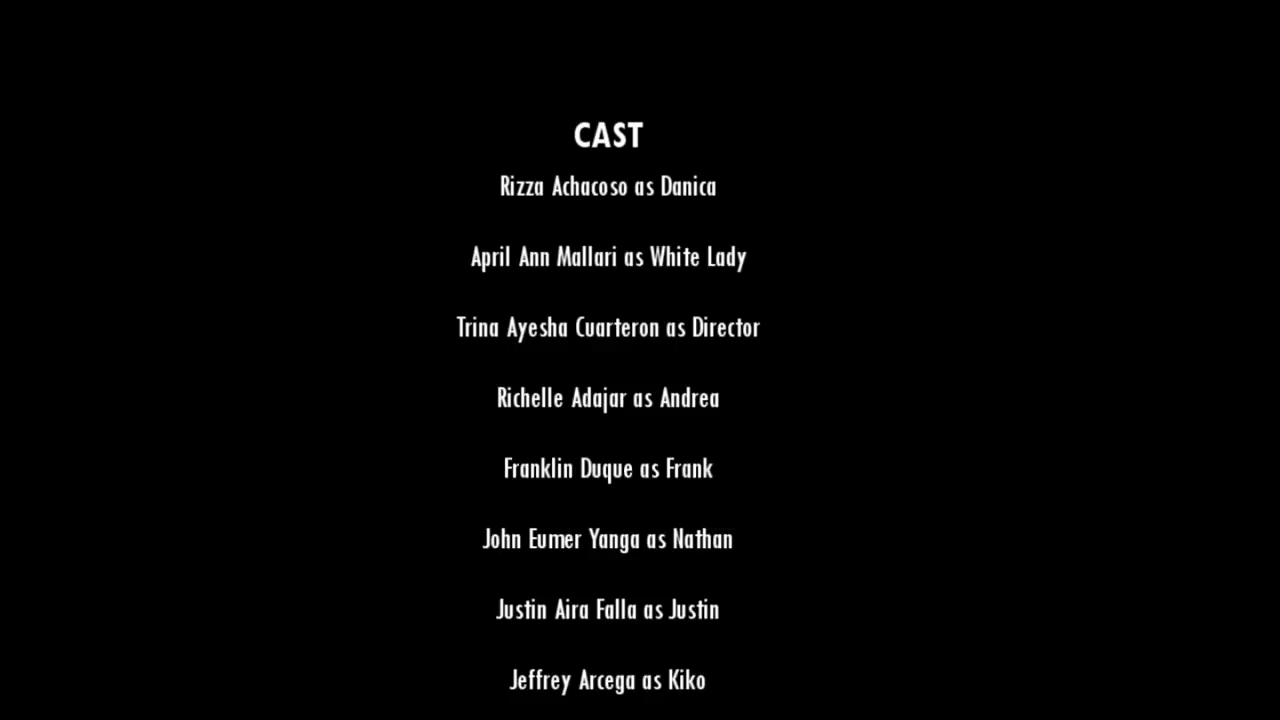 CAST
Rizza Achacoso as Danica
April Ann Mallari as White Lady
Trina Ayesha Cuarteron as Director
Richelle Adajar as Andrea
Franklin Duque as Frank
John Eumer Yanga as Nathan
Justin Aira Falla as Justin
Jeffrey Arcega as Kiko